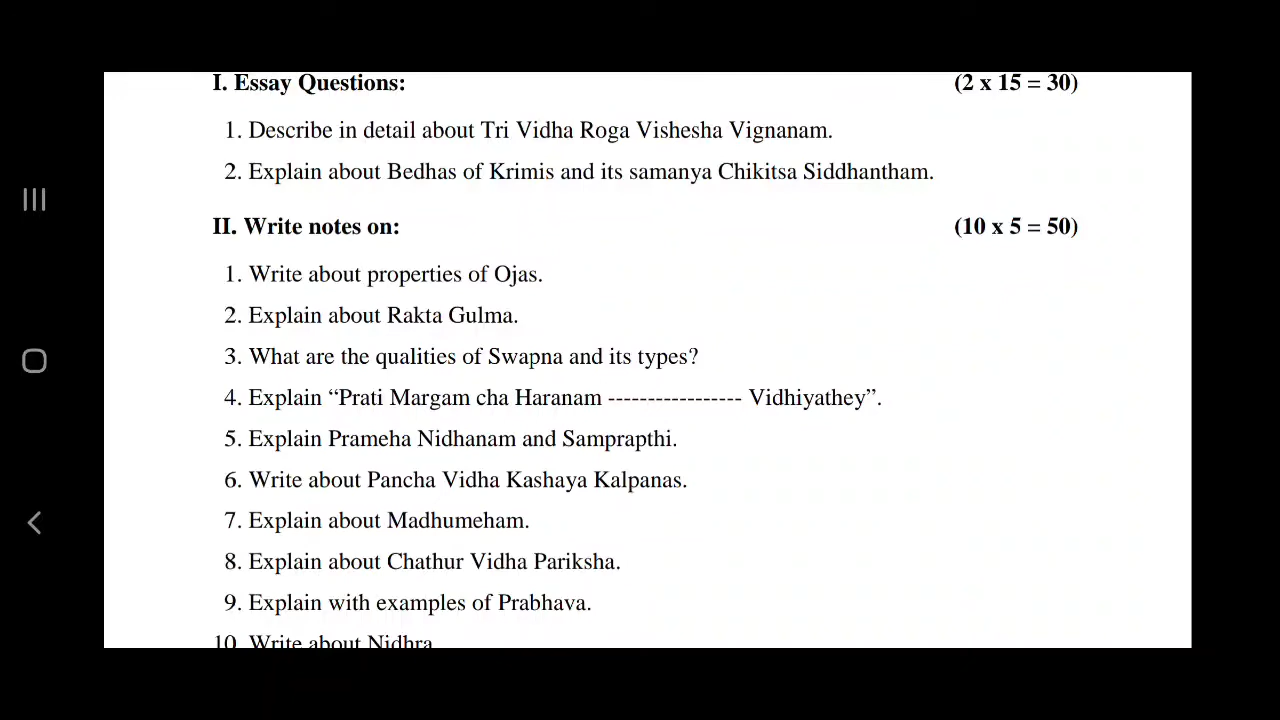 I. Essay Questions: (2 x 15 = 30)
1. Describe in detail about Tri Vidha Roga Vishesha Vignanam.
2. Explain about Bedhas of Krimis and its samanya Chikitsa Siddhantham.
II. Write notes on: (10 x 5 = 50)
1. Write about properties of Ojas.
2. Explain about Rakta Gulma.
3. What are the qualities of Swapna and its types?
4. Explain “Prati Margam cha Haranam ----------------- Vidhiyathey”.
5. Explain Prameha Nidhanam and Samprapthi.
6. Write about Pancha Vidha Kashaya Kalpanas.
7. Explain about Madhumeham.
8. Explain about Chathur Vidha Pariksha.
9. Explain with examples of Prabhava.
10. Write about Nidhra